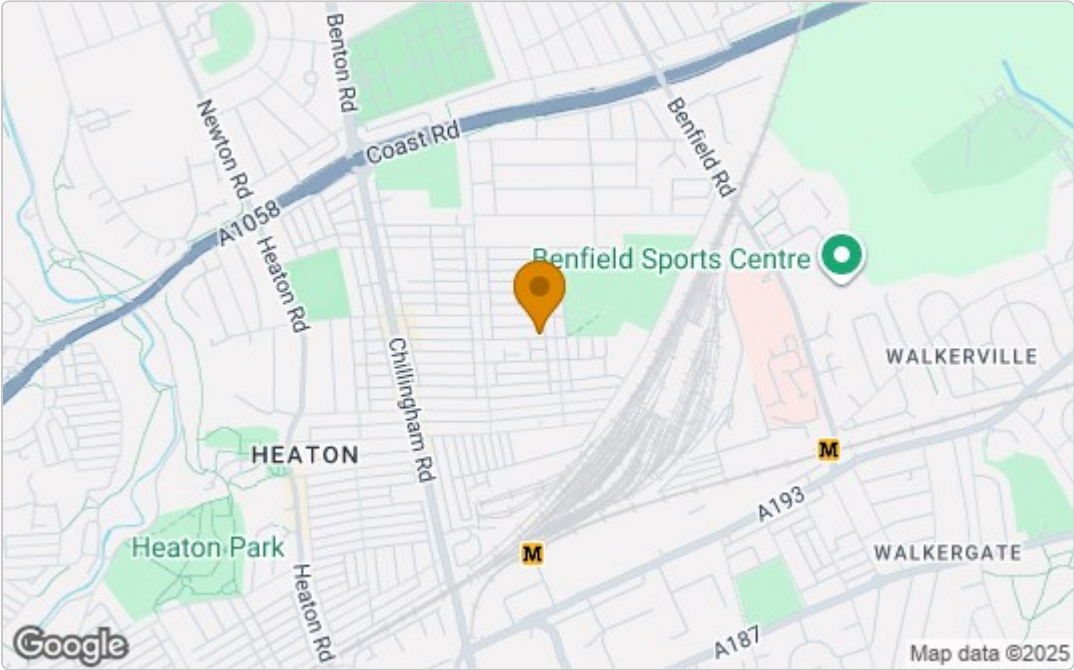 Benton Rd
Newton Rd
Coast Rd
Benfield Rd
A1058
Heaton Rd
Benfield Sports Centre
Chillingham Rd
WALKERVILLE
HEATON
M
A193
Heaton Park
M
WALKERGATE
Heaton Rd
A187
Google
Map data ©2025